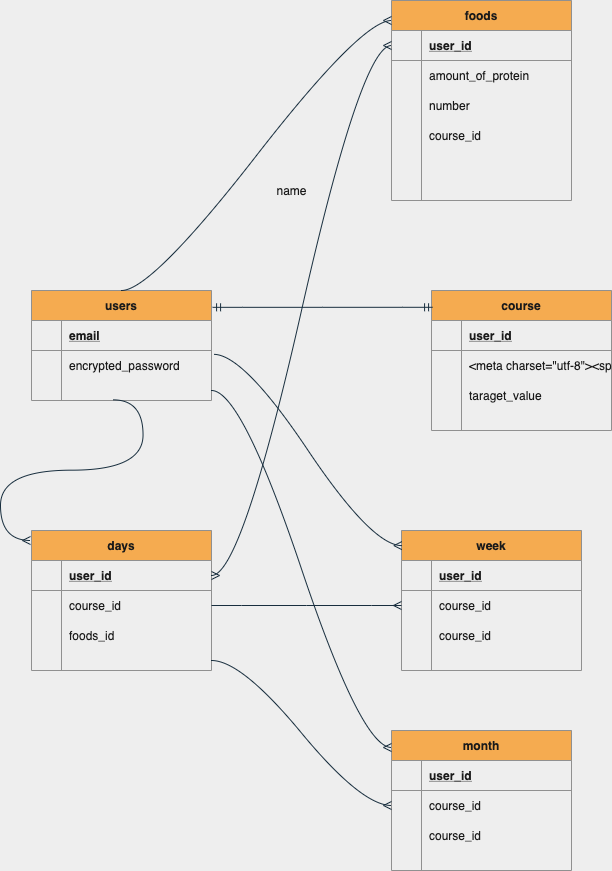 foods
user_id
amount_of_protein
number
course_id
name
users
email
encrypted_password
course
user_id
<meta charset="utf-8"><sp
taraget_value
days
user_id
course_id
foods_id
week
user_id
course_id
course_id
month
user_id
course_id
course_id